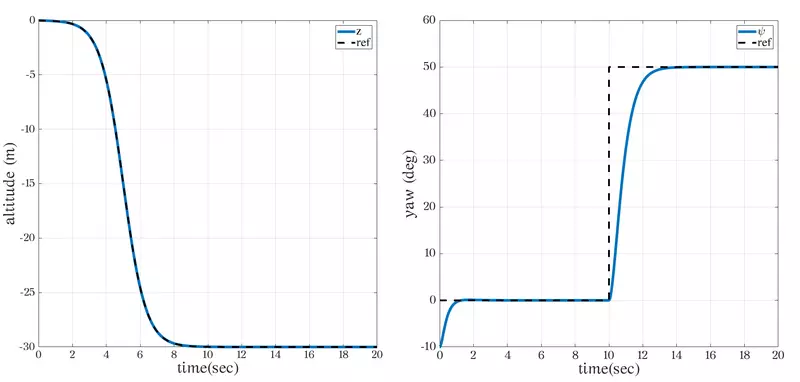 z
ref
0
-5
-10
-15
-20
-25
-30
altitude (m)
0 2 4 6 8 10 12 14 16 18 20
time(sec)
ψ
ref
60
50
40
30
20
10
0
-10
yaw (deg)
0 2 4 6 8 10 12 14 16 18 20
time(sec)